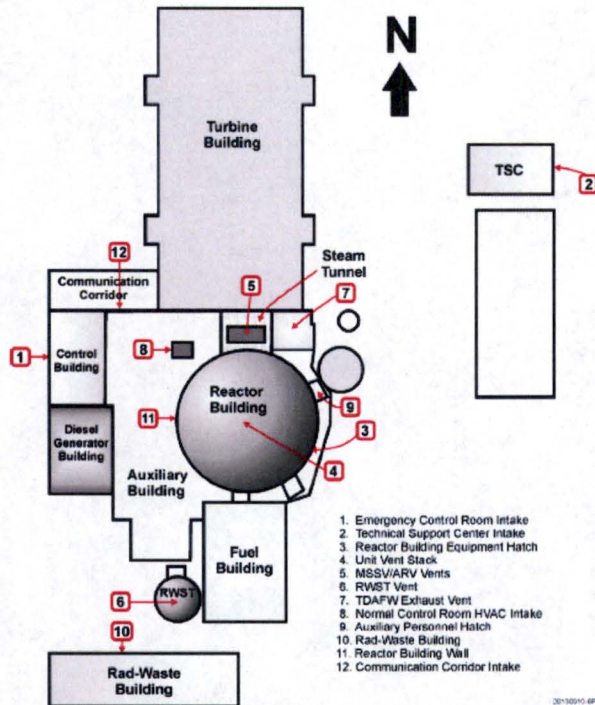 N
Turbine
Building
TSC
2
12
Communication
Corridor
Steam
Tunnel
5
7
8
1
Control
Building
Reactor
Building
9
11
3
Diesel
Generator
Building
4
Auxiliary
Building
Fuel
Building
RWST
6
10
Rad-Waste
Building
1. Emergency Control Room Intake
2. Technical Support Center Intake
3. Reactor Building Equipment Hatch
4. Unit Vent Stack
5. MSSV/ARV Vents
6. RWST Vent
7. TDAFW Exhaust Vent
8. Normal Control Room HVAC Intake
9. Auxiliary Personnel Hatch
10. Rad-Waste Building
11. Reactor Building Wall
12. Communication Corridor Intake